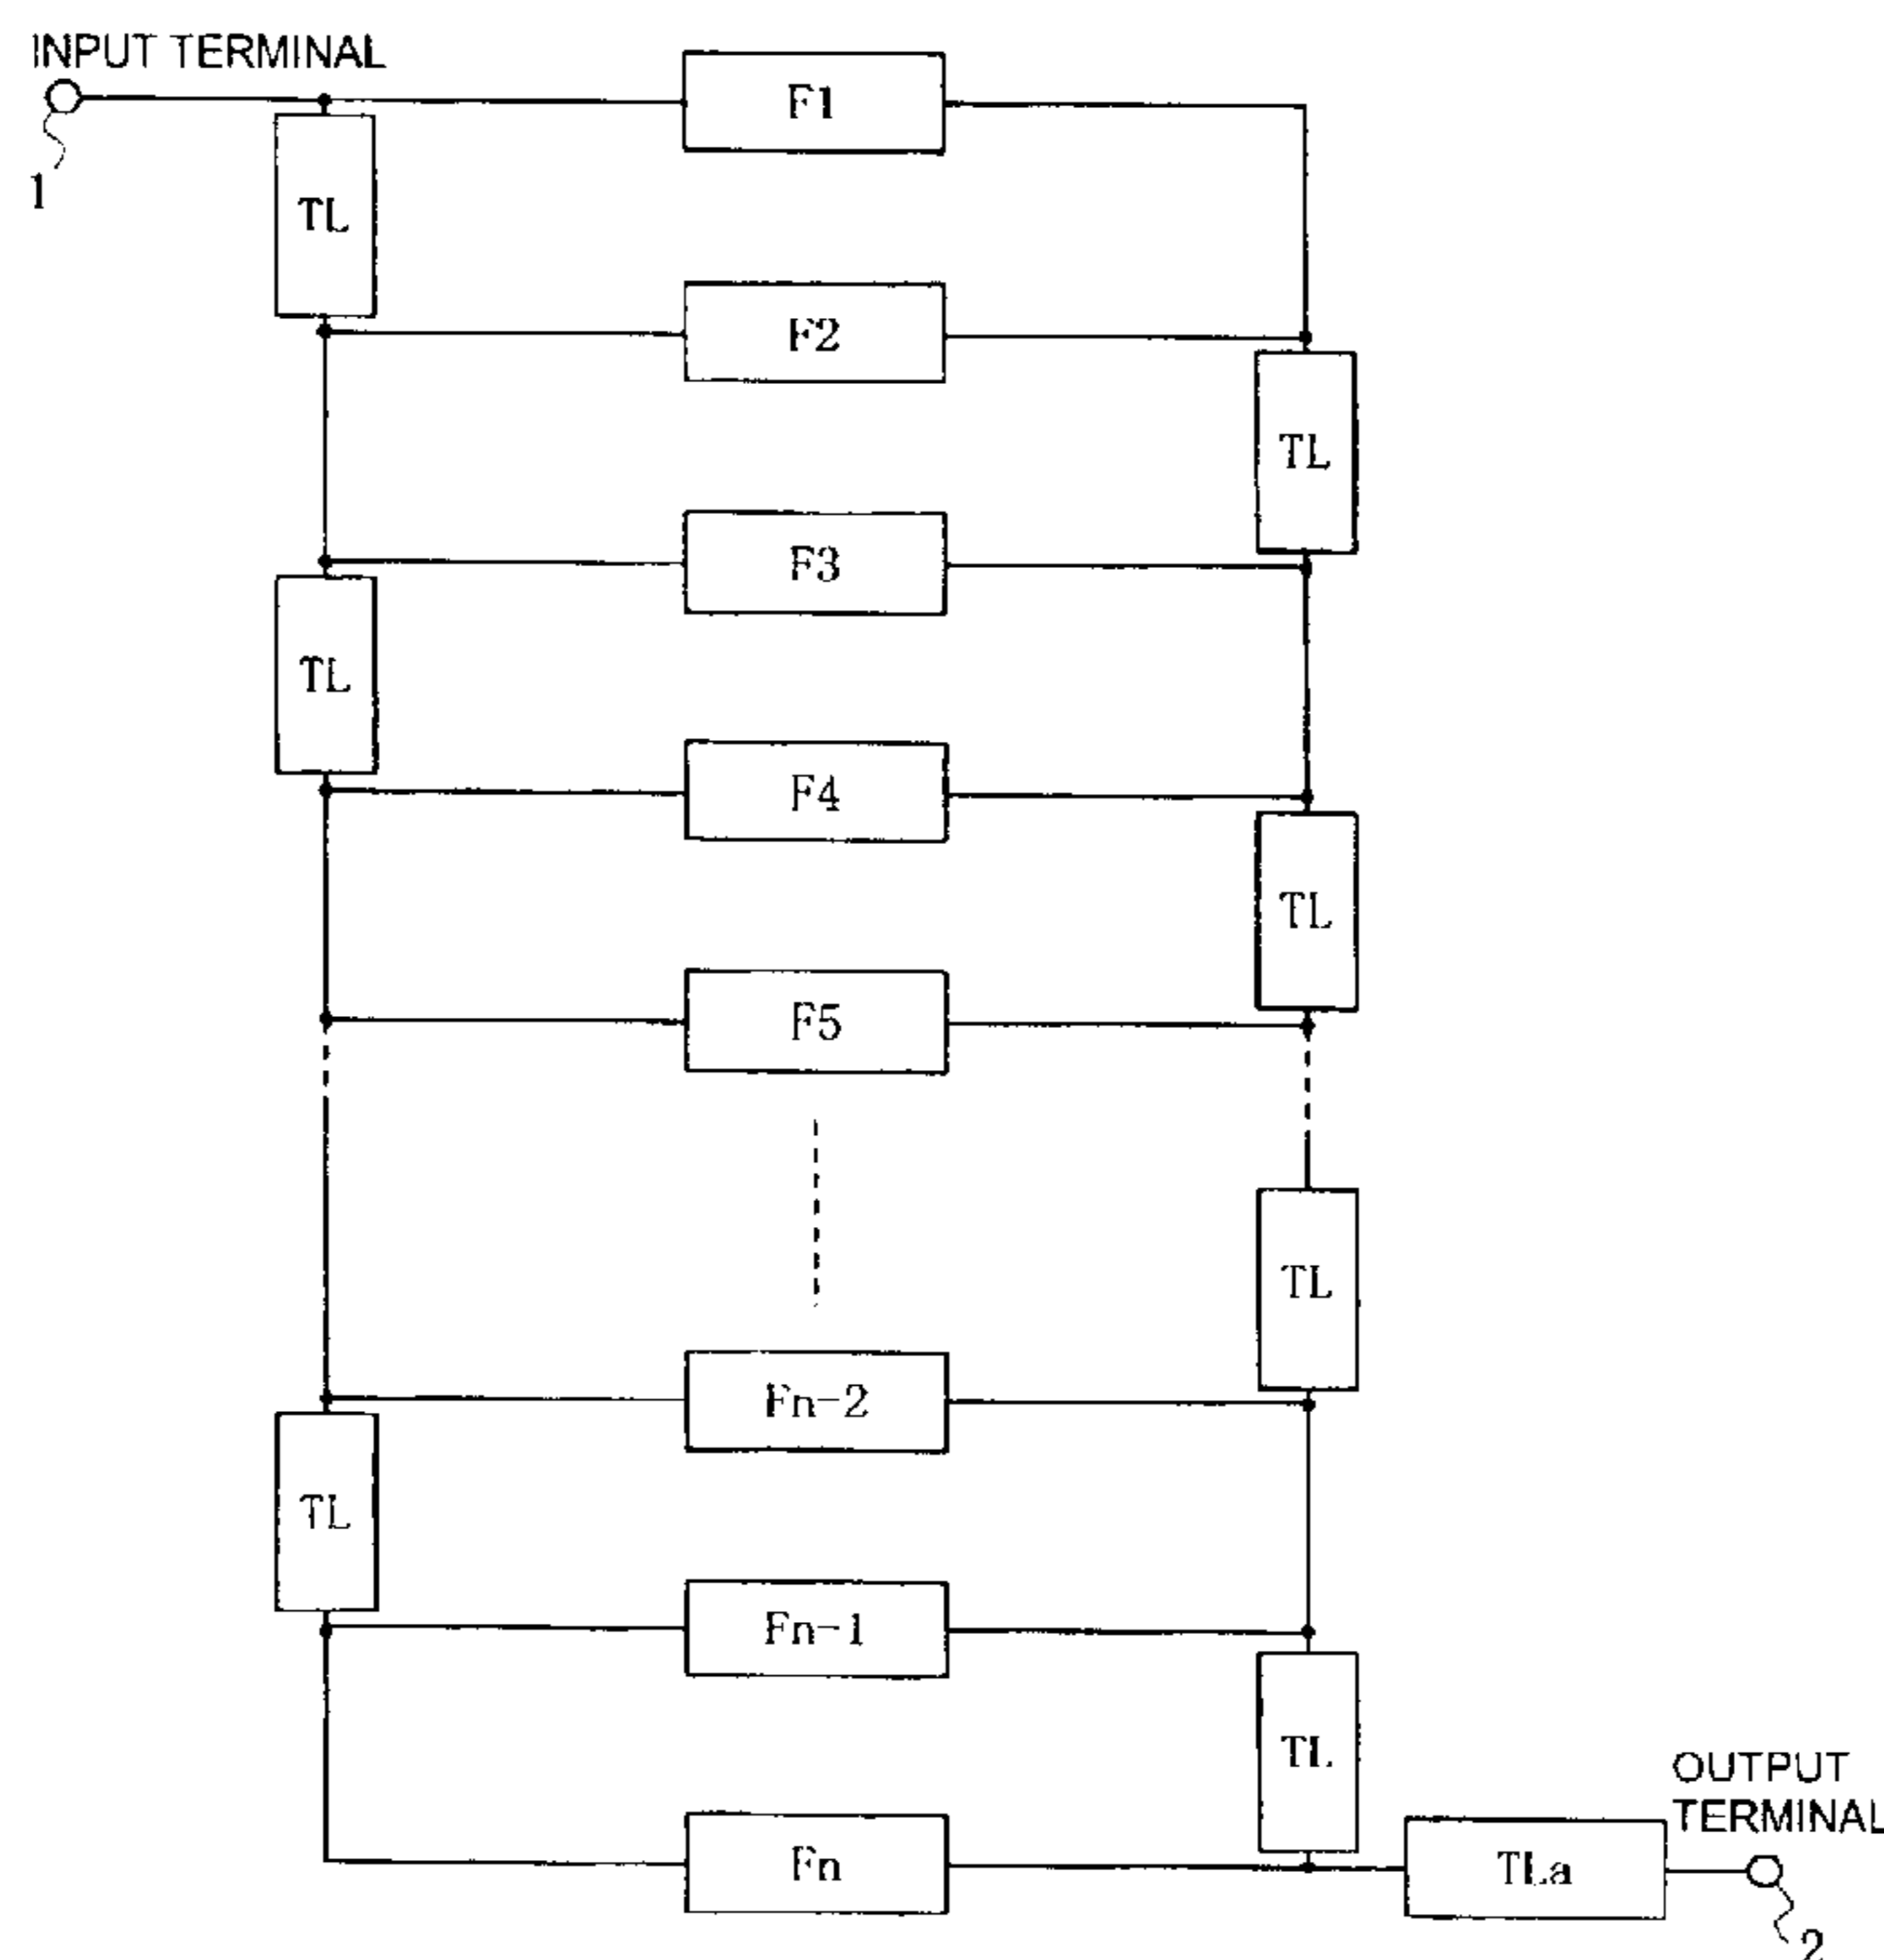 INPUT TERMINAL
1
F1
TL
F2
TL
F3
TL
F4
TL
F5
TL
Fn-2
TL
Fn-1
TL
OUTPUT
TERMINAL
Fn
TLa
2